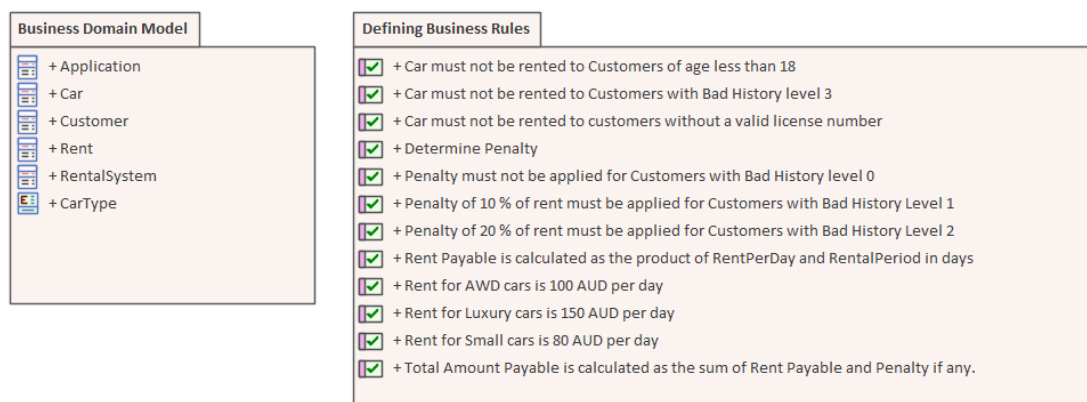 Business Domain Model
+ Application
+ Car
+ Customer
+ Rent
+ RentalSystem
E
+ CarType
Defining Business Rules
+ Car must not be rented to Customers of age less than 18
+ Car must not be rented to Customers with Bad History level 3
+ Car must not be rented to customers without a valid license number
+ Determine Penalty
+ Penalty must not be applied for Customers with Bad History level 0
+ Penalty of 10 % of rent must be applied for Customers with Bad History Level 1
+ Penalty of 20 % of rent must be applied for Customers with Bad History Level 2
+ Rent Payable is calculated as the product of RentPerDay and RentalPeriod in days
+ Rent for AWD cars is 100 AUD per day
+ Rent for Luxury cars is 150 AUD per day
+ Rent for Small cars is 80 AUD per day
+ Total Amount Payable is calculated as the sum of Rent Payable and Penalty if any.